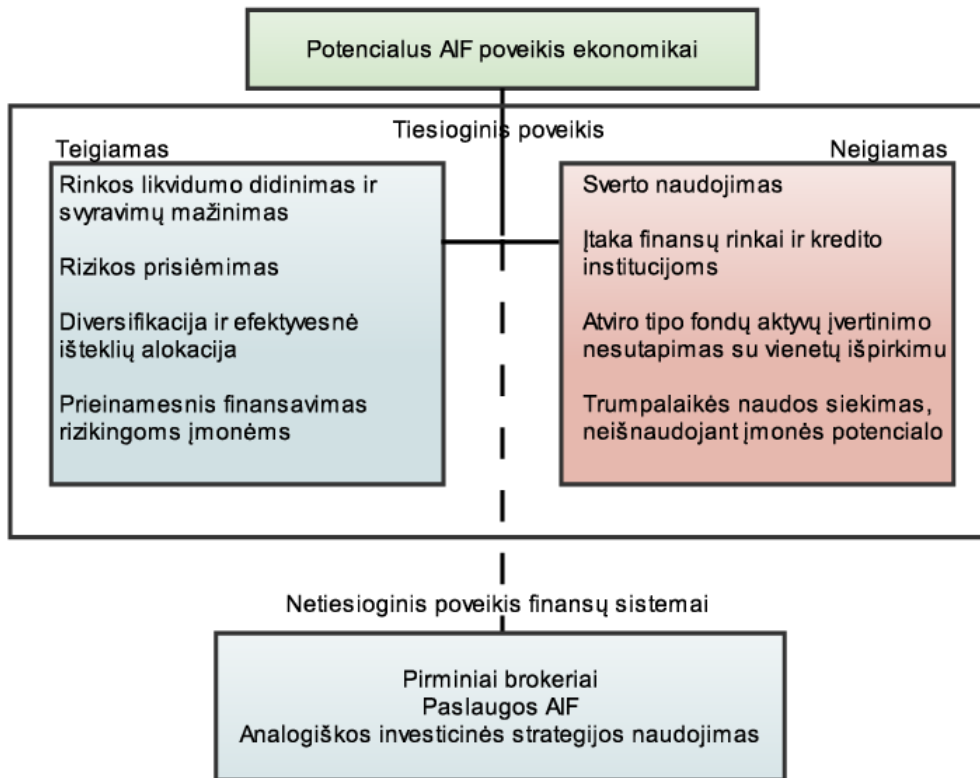 Potencialus AIF poveikis ekonomikai
Tiesioginis poveikis
Teigiamas
Rinkos likvidumo didinimas ir
svyravimų mažinimas
Rizikos prisiėmimas
Diversifikacija ir efektyvesnė
išteklių alokacija
Prieinamesnis finansavimas
rizikingoms įmonėms
Neigiamas
Sverto naudojimas
Įtaka finansų rinkai ir kredito
institucijoms
Atviro tipo fondų aktyvų įvertinimo
nesutapimas su vienetų išpirkimu
Trumpalaikės naudos siekimas,
neišnaudojant įmonės potencialo
Netiesioginis poveikis finansų sistemai
Pirminiai brokeriai
Paslaugos AIF
Analogiškos investicinės strategijos naudojimas